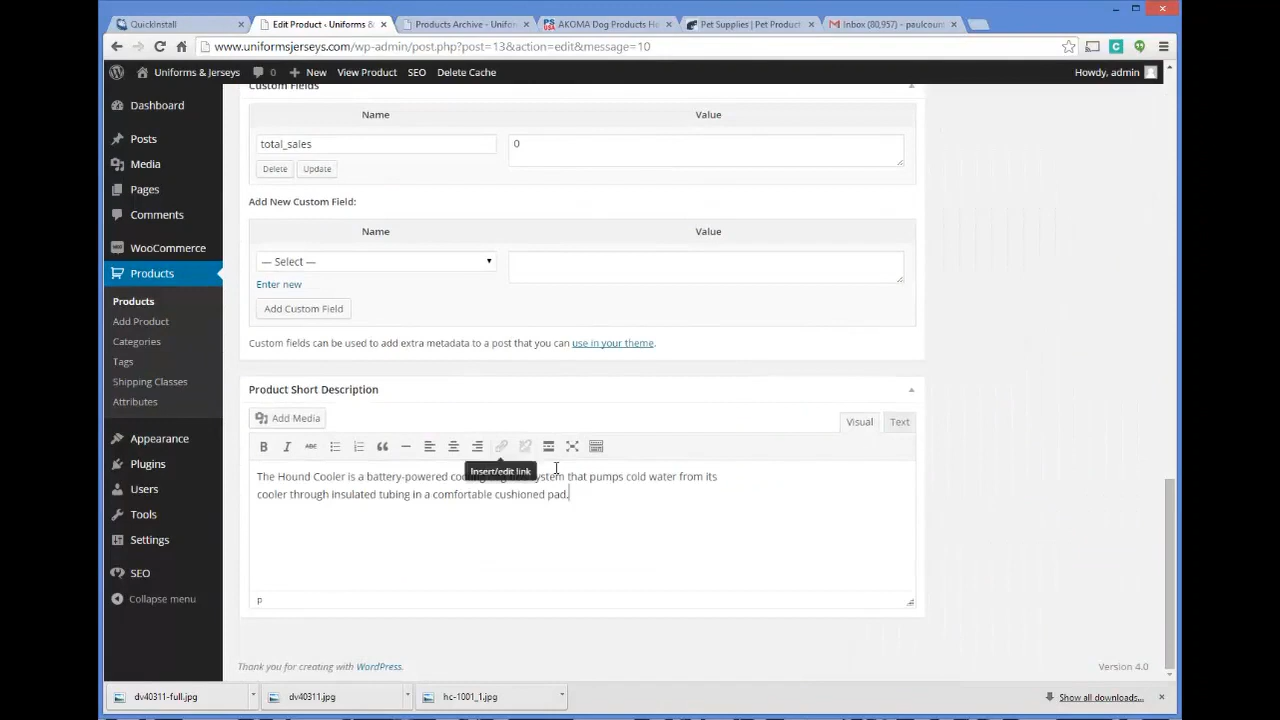 QuickInstall
Edit Product ‹ Uniforms &
Products Archive - Unifor
AKOMA Dog Products Ho
Pet Supplies | Pet Product
Inbox (80,957) - paulcoun
www.uniformsjerseys.com/wp-admin/post.php?post=13&action=edit&message=10
Uniforms & Jerseys
0
New
View Product
SEO
Delete Cache
Howdy, admin
Dashboard
Posts
Media
Pages
Comments
WooCommerce
Products
Products
Add Product
Categories
Tags
Shipping Classes
Attributes
Appearance
Plugins
Users
Tools
Settings
SEO
Collapse menu
Custom Fields
Name
Value
total_sales
0
Delete
Update
Add New Custom Field:
Name
Value
— Select —
Enter new
Add Custom Field
Custom fields can be used to add extra metadata to a post that you can use in your theme.
Product Short Description
Add Media
Visual
Text
B I ABC
Insert/edit link
The Hound Cooler is a battery-powered system that pumps cold water from its
cooler through insulated tubing in a comfortable cushioned pad.
p
Thank you for creating with WordPress.
Version 4.0
dv40311-full.jpg
dv40311.jpg
hc-1001_1.jpg
Show all downloads...